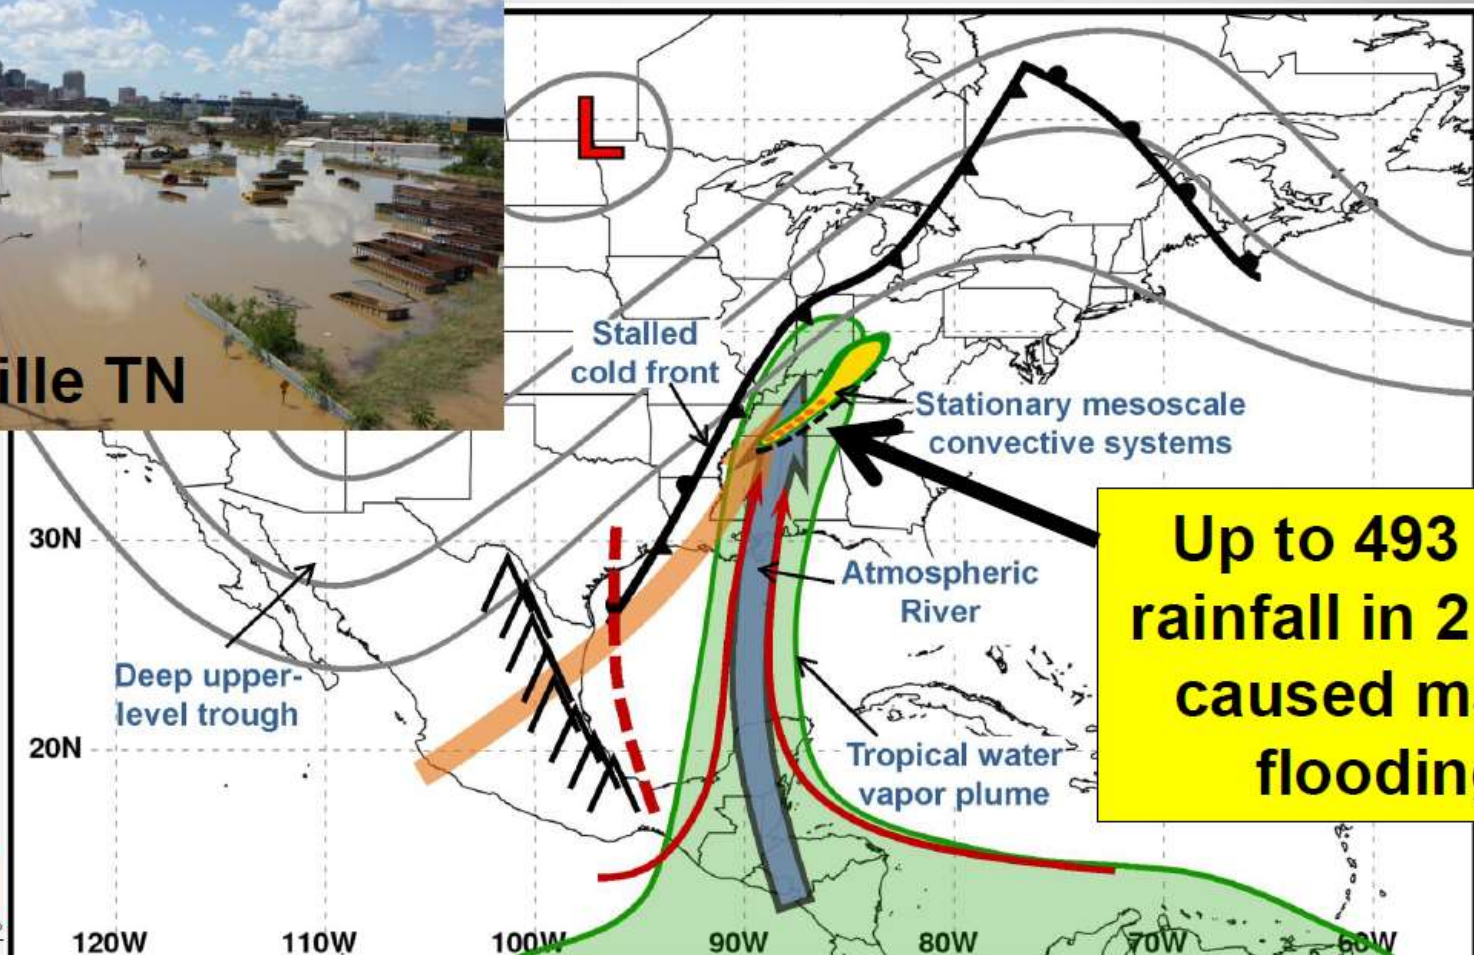 L
ille TN
Stalled
cold front
Stationary mesoscale
convective systems
Up to 493
rainfall in 2
caused m
flooding
30N
Atmospheric
River
Deep upper-
level trough
20N
Tropical water
vapor plume
120W
110W
100W
90W
80W
70W
60W